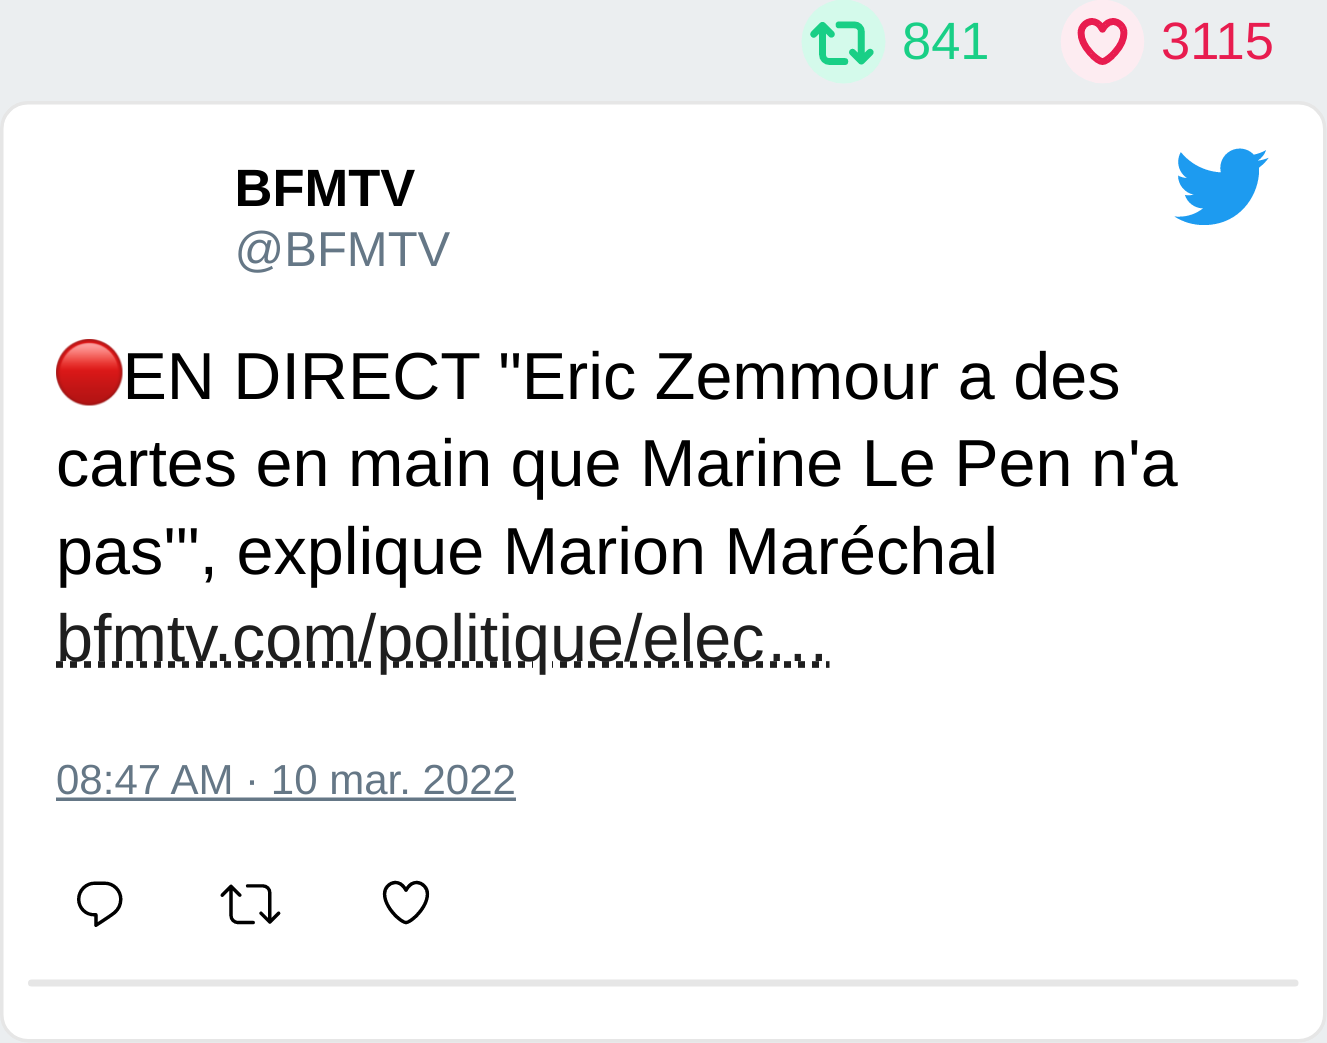 841 3115
BFMTV
@BFMTV
🔴EN DIRECT "Eric Zemmour a des
cartes en main que Marine Le Pen n'a
pas'", explique Marion Maréchal
bfmtv.com/politique/elec…
08:47 AM · 10 mar. 2022